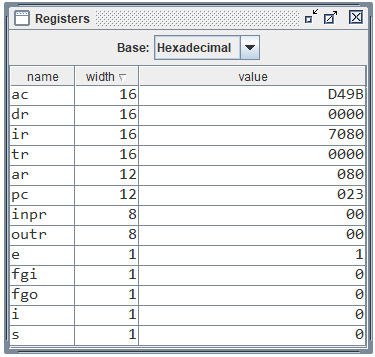 Registers
Base: Hexadecimal
name width value
ac 16 D49B
dr 16 0000
ir 16 7080
tr 16 0000
ar 12 080
pc 12 023
inpr 8 00
outr 8 00
e 1 1
fgi 1 0
fgo 1 0
i 1 0
s 1 0